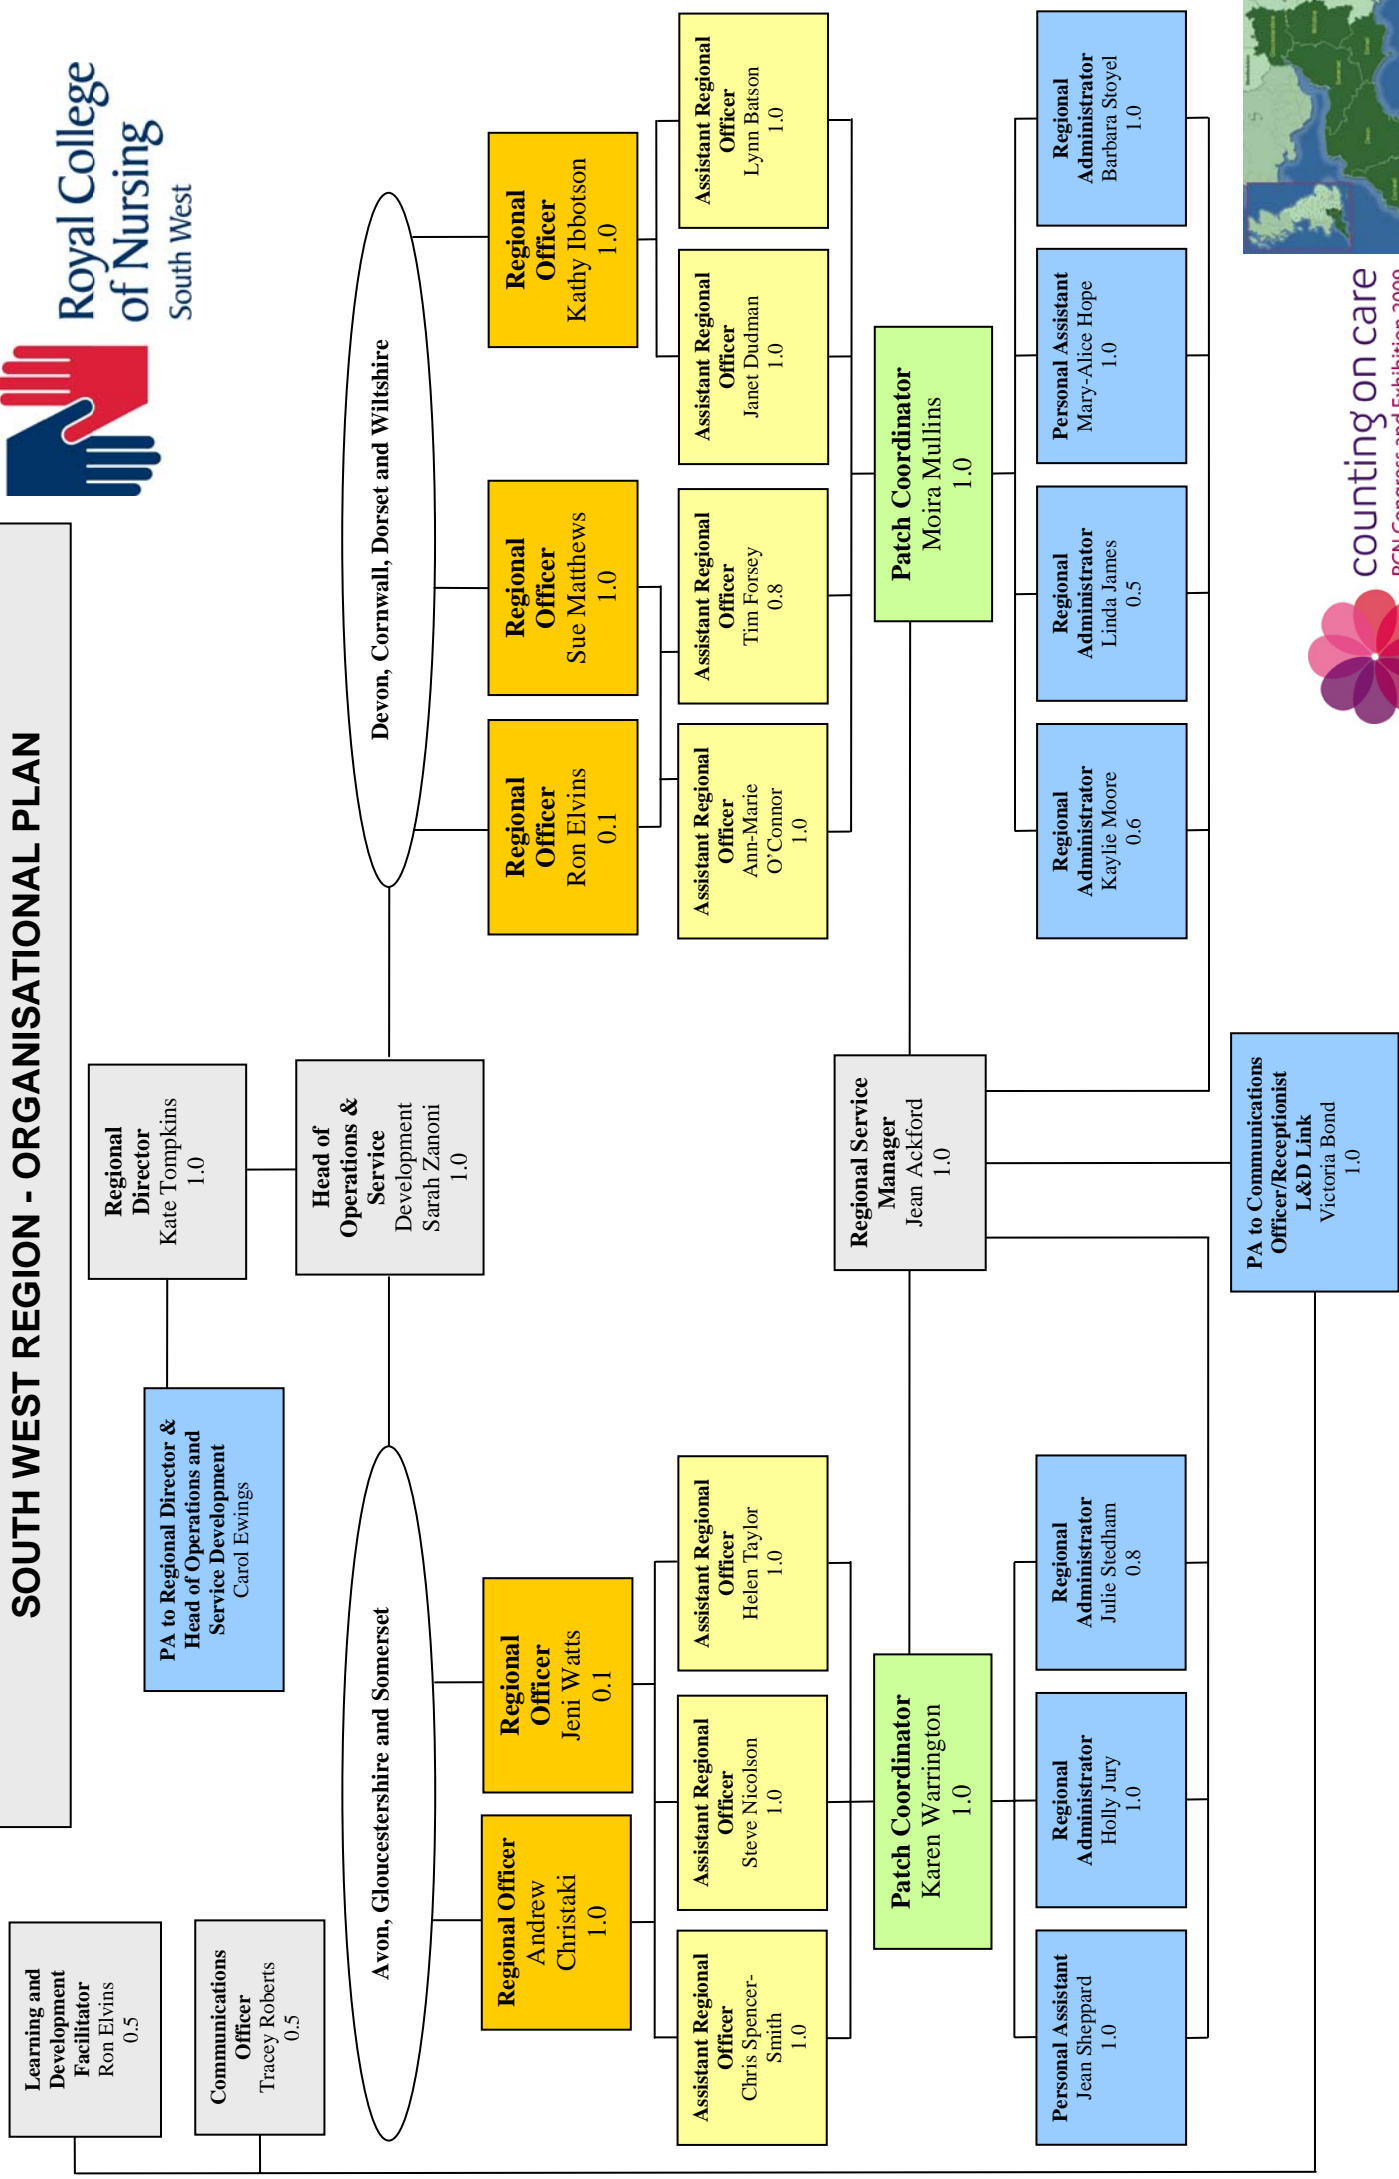 SOUTH WEST REGION - ORGANISATIONAL PLAN
Royal College
of Nursing
South West
Learning and
Development
Facilitator
Ron Elvins
0.5
Communications
Officer
Tracey Roberts
0.5
Regional
Director
Kate Tompkins
1.0
PA to Regional Director &
Head of Operations and
Service Development
Carol Ewings
Head of
Operations &
Service
Development
Sarah Zanoni
1.0
Avon, Gloucestershire and Somerset
Devon, Cornwall, Dorset and Wiltshire
Regional Officer
Andrew
Christaki
1.0
Regional
Officer
Jeni Watts
0.1
Regional
Officer
Ron Elvins
0.1
Regional
Officer
Sue Matthews
1.0
Regional
Officer
Kathy Ibbotson
1.0
Assistant Regional
Officer
Chris Spencer-
Smith
1.0
Assistant Regional
Officer
Steve Nicolson
1.0
Assistant Regional
Officer
Helen Taylor
1.0
Assistant Regional
Officer
Ann-Marie
O'Connor
1.0
Assistant Regional
Officer
Tim Forsey
0.8
Assistant Regional
Officer
Janet Dudman
1.0
Assistant Regional
Officer
Lynn Batson
1.0
Patch Coordinator
Karen Warrington
1.0
Regional Service
Manager
Jean Ackford
1.0
Patch Coordinator
Moira Mullins
1.0
Personal Assistant
Jean Sheppard
1.0
Regional
Administrator
Holly Jury
1.0
Regional
Administrator
Julie Stedham
0.8
Regional
Administrator
Kaylie Moore
0.6
Regional
Administrator
Linda James
0.5
Personal Assistant
Mary-Alice Hope
1.0
Regional
Administrator
Barbara Stoyel
1.0
PA to Communications
Officer/Receptionist
L&D Link
Victoria Bond
1.0
counting on care
RCN Congress and Exhibition 2009